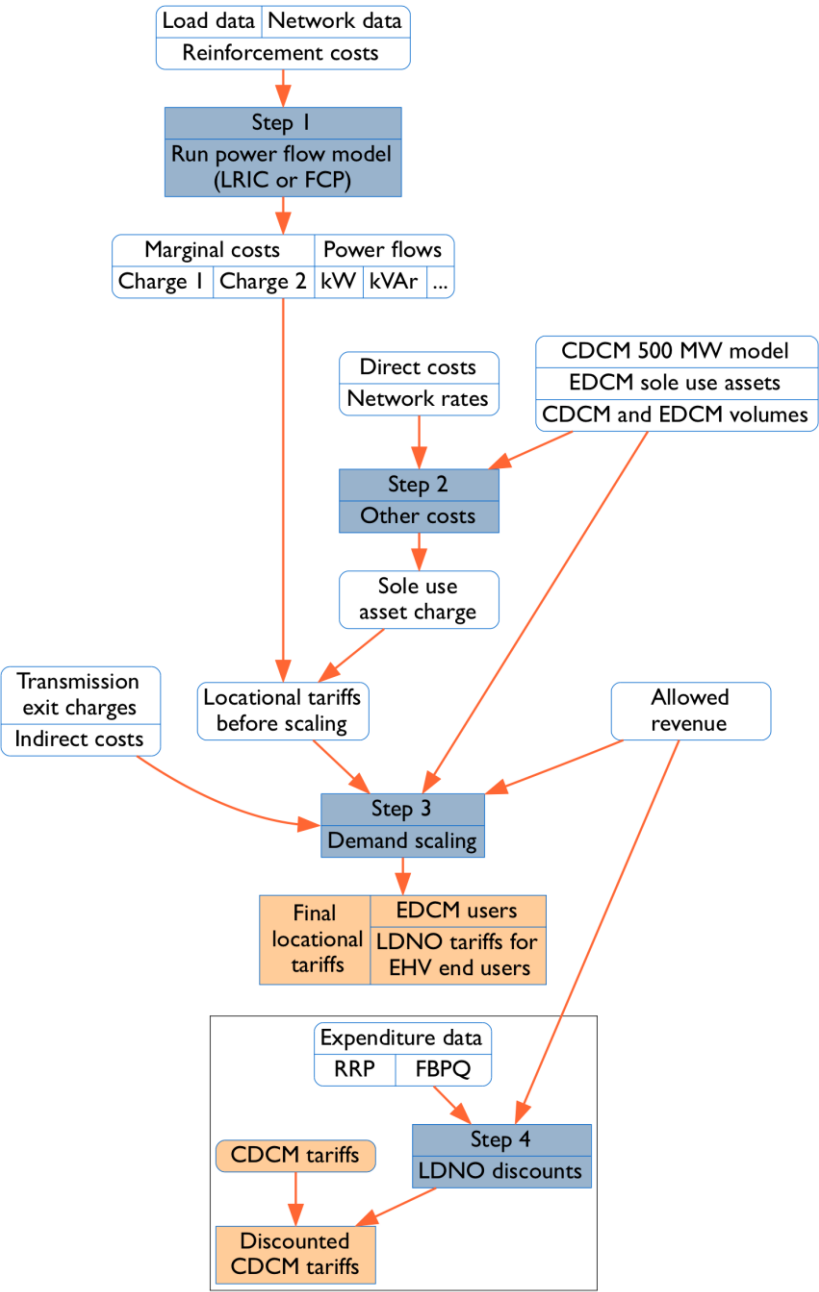 Load data Network data
Reinforcement costs
Step 1
Run power flow model
(LRIC or FCP)
Marginal costs Power flows
Charge 1 Charge 2 kW kVAr ...
CDCM 500 MW model
EDCM sole use assets
CDCM and EDCM volumes
Direct costs
Network rates
Step 2
Other costs
Sole use
asset charge
Transmission
exit charges
Indirect costs
Locational tariffs
before scaling
Allowed
revenue
Step 3
Demand scaling
Final
locational
tariffs
EDCM users
LDNO tariffs for
EHV end users
Expenditure data
RRP FBPQ
Step 4
LDNO discounts
CDCM tariffs
Discounted
CDCM tariffs